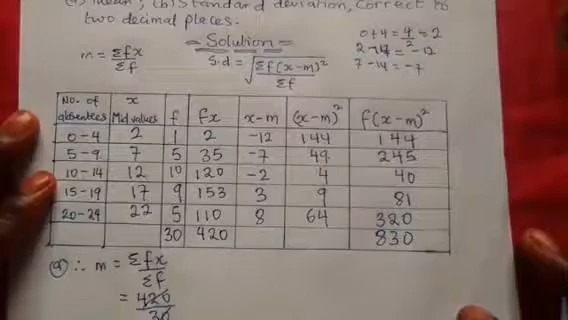 (a) mean; (b) Standard deviation, correct to
two decimal places.
= Solution =
m = Σfx / Σf
S.d = √Σf(x-m)² / Σf
0+4 = 4/2 = 2
2-14 = -12
7-14 = -7
No. of absentees | x Mid values | f | fx | x-m | (x-m)² | f(x-m)²
0-4 | 2 | 1 | 2 | -12 | 144 | 144
5-9 | 7 | 5 | 35 | -7 | 49 | 245
10-14 | 12 | 10 | 120 | -2 | 4 | 40
15-19 | 17 | 9 | 153 | 3 | 9 | 81
20-24 | 22 | 5 | 110 | 8 | 64 | 320
30 | 420 | 830
(a) ∴ m = Σfx / Σf
= 420 / 30